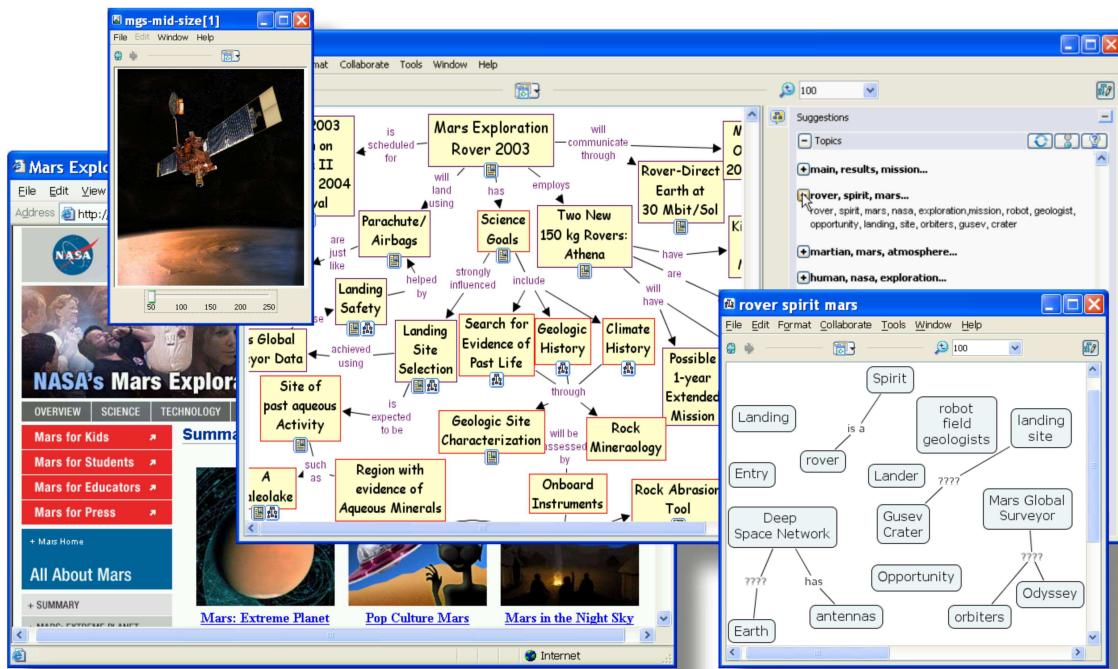 mgs-mid-size[1]
File Edit Window Help
50 100 150 200 250
Collaborate Tools Window Help
100
Mars Exploration
Rover 2003
is
scheduled
for
2003
on
II
2004
will
communicate
through
Rover-Direct
Earth at
30 Mbit/Sol
will
land
using
has
employs
Parachute/
Airbags
Science
Goals
Two New
150 kg Rovers:
Athena
have
are
will
have
are
just
like
helped
by
strongly
influenced
include
Landing
Safety
Landing
Site
Selection
Search for
Evidence of
Past Life
Geologic
History
Climate
History
Possible
1-year
Extended
Mission
s Global
yor Data
achieved
using
Site of
past aqueous
Activity
is
expected
to be
through
Geologic Site
Characterization
will be
assessed
by
Rock
Mineraology
such
as
A
leolake
Region with
evidence of
Aqueous Minerals
Onboard
Instruments
Rock Abrasion
Tool
Suggestions
Topics
main, results, mission...
rover, spirit, mars...
rover, spirit, mars, nasa, exploration,mission, robot, geologist,
opportunity, landing, site, orbiters, gusev, crater
martian, mars, atmosphere...
human, nasa, exploration...
Mars Explo
File Edit View
Address http:/
NASA
NASA's Mars Explora
OVERVIEW SCIENCE TECHNOLOGY
Mars for Kids
Mars for Students
Mars for Educators
Mars for Press
+ Mars Home
All About Mars
+ SUMMARY
+ MARS: EXTREME PLANET
Summa
Mars: Extreme Planet
Pop Culture Mars
Mars in the Night Sky
Internet
rover spirit mars
File Edit Format Collaborate Tools Window Help
100
Spirit
Landing
robot
field
geologists
landing
site
is a
rover
Entry
Lander
????
Mars Global
Surveyor
Deep
Space Network
Gusev
Crater
????
????
has
Opportunity
Odyssey
Earth
antennas
orbiters